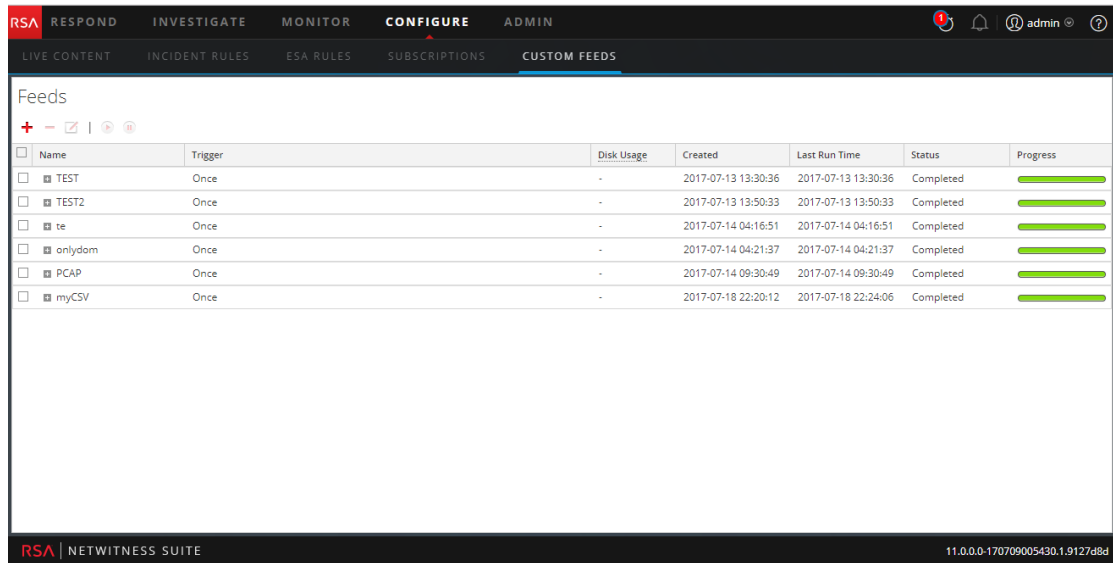 RSA RESPOND INVESTIGATE MONITOR CONFIGURE ADMIN 1 admin ?
LIVE CONTENT INCIDENT RULES ESA RULES SUBSCRIPTIONS CUSTOM FEEDS
Feeds
Name Trigger Disk Usage Created Last Run Time Status Progress
TEST Once - 2017-07-13 13:30:36 2017-07-13 13:30:36 Completed
TEST2 Once - 2017-07-13 13:50:33 2017-07-13 13:50:33 Completed
te Once - 2017-07-14 04:16:51 2017-07-14 04:16:51 Completed
onlydom Once - 2017-07-14 04:21:37 2017-07-14 04:21:37 Completed
PCAP Once - 2017-07-14 09:30:49 2017-07-14 09:30:49 Completed
myCSV Once - 2017-07-18 22:20:12 2017-07-18 22:24:06 Completed
RSA NETWITNESS SUITE 11.0.0.0-170709005430.1.9127d8d